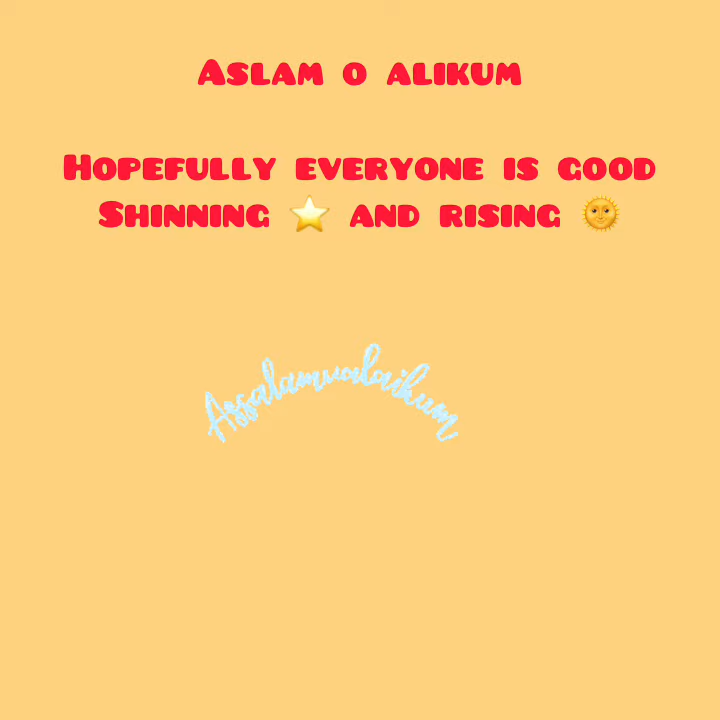 Aslam o alikum
Hopefully everyone is good
Shinning ⭐ and rising 🌞
Assalamualaikum